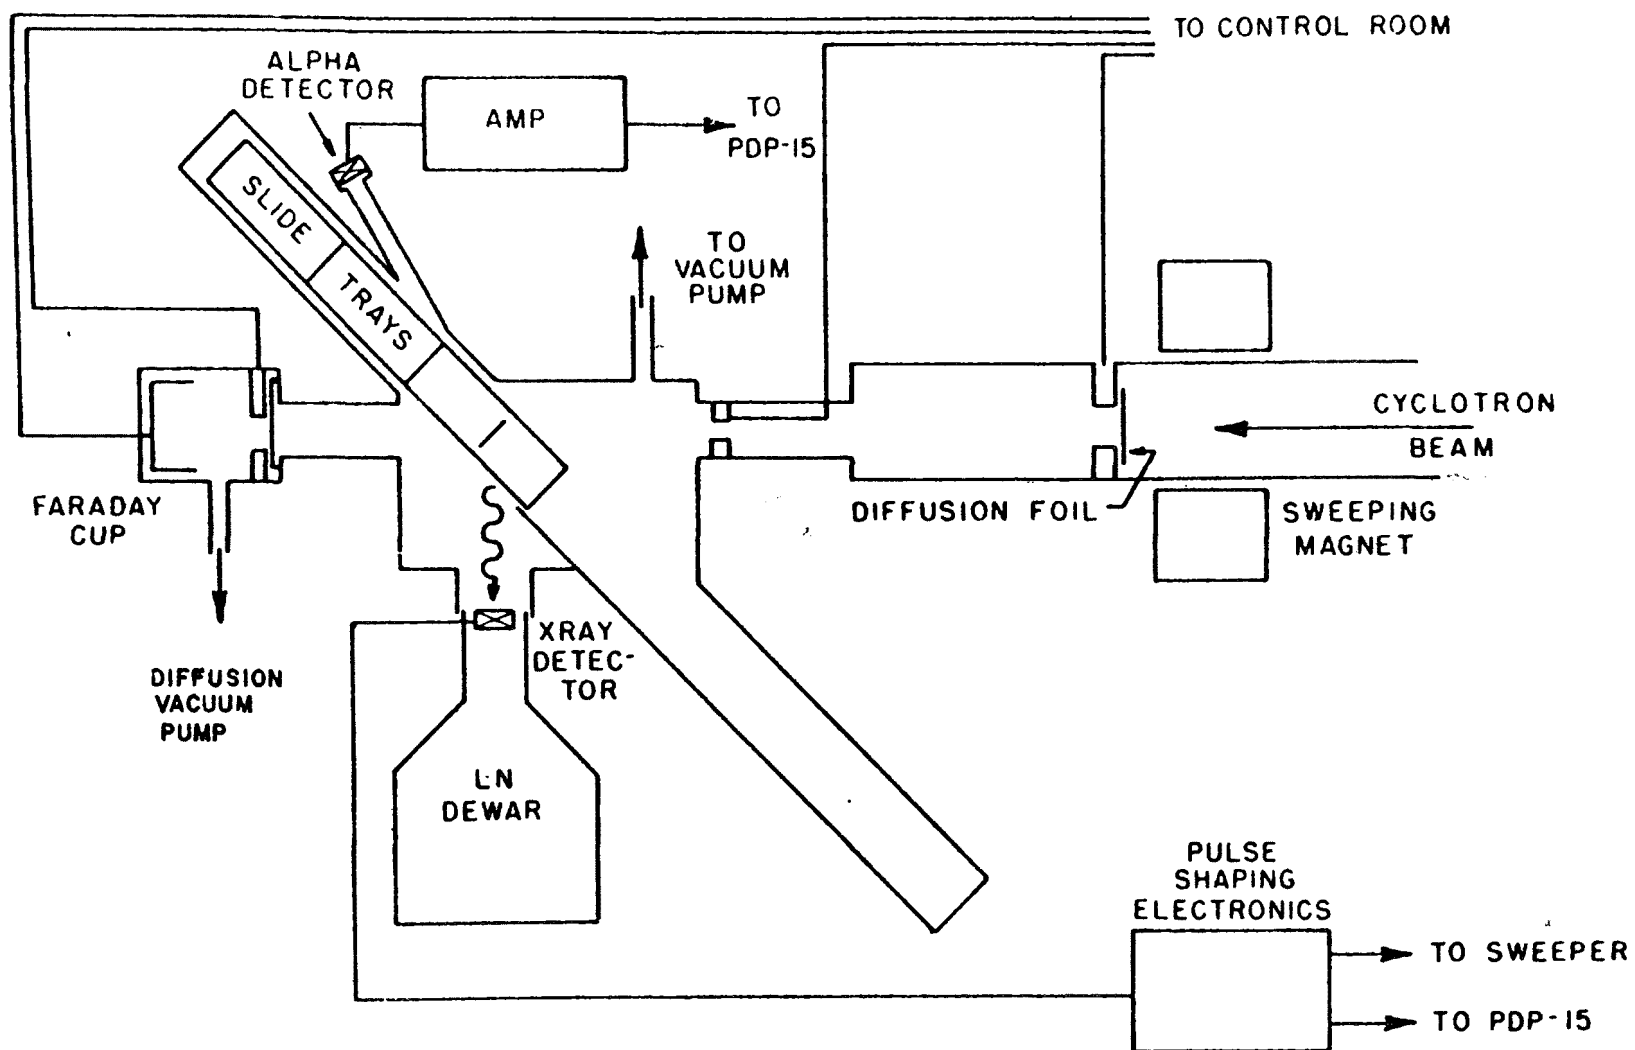 TO CONTROL ROOM
ALPHA
DETECTOR
AMP
TO
PDP-15
SLIDE
TRAYS
TO
VACUUM
PUMP
CYCLOTRON
BEAM
FARADAY
CUP
DIFFUSION FOIL
SWEEPING
MAGNET
XRAY
DETEC-
TOR
DIFFUSION
VACUUM
PUMP
LN
DEWAR
PULSE
SHAPING
ELECTRONICS
TO SWEEPER
TO PDP-15